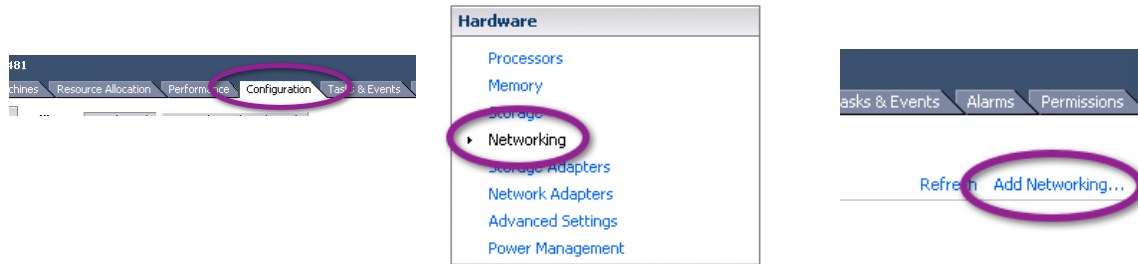 481
chines Resource Allocation Performance Configuration Tasks & Events
Hardware
Processors
Memory
Storage
Networking
Storage Adapters
Network Adapters
Advanced Settings
Power Management
asks & Events Alarms Permissions
Refresh Add Networking...